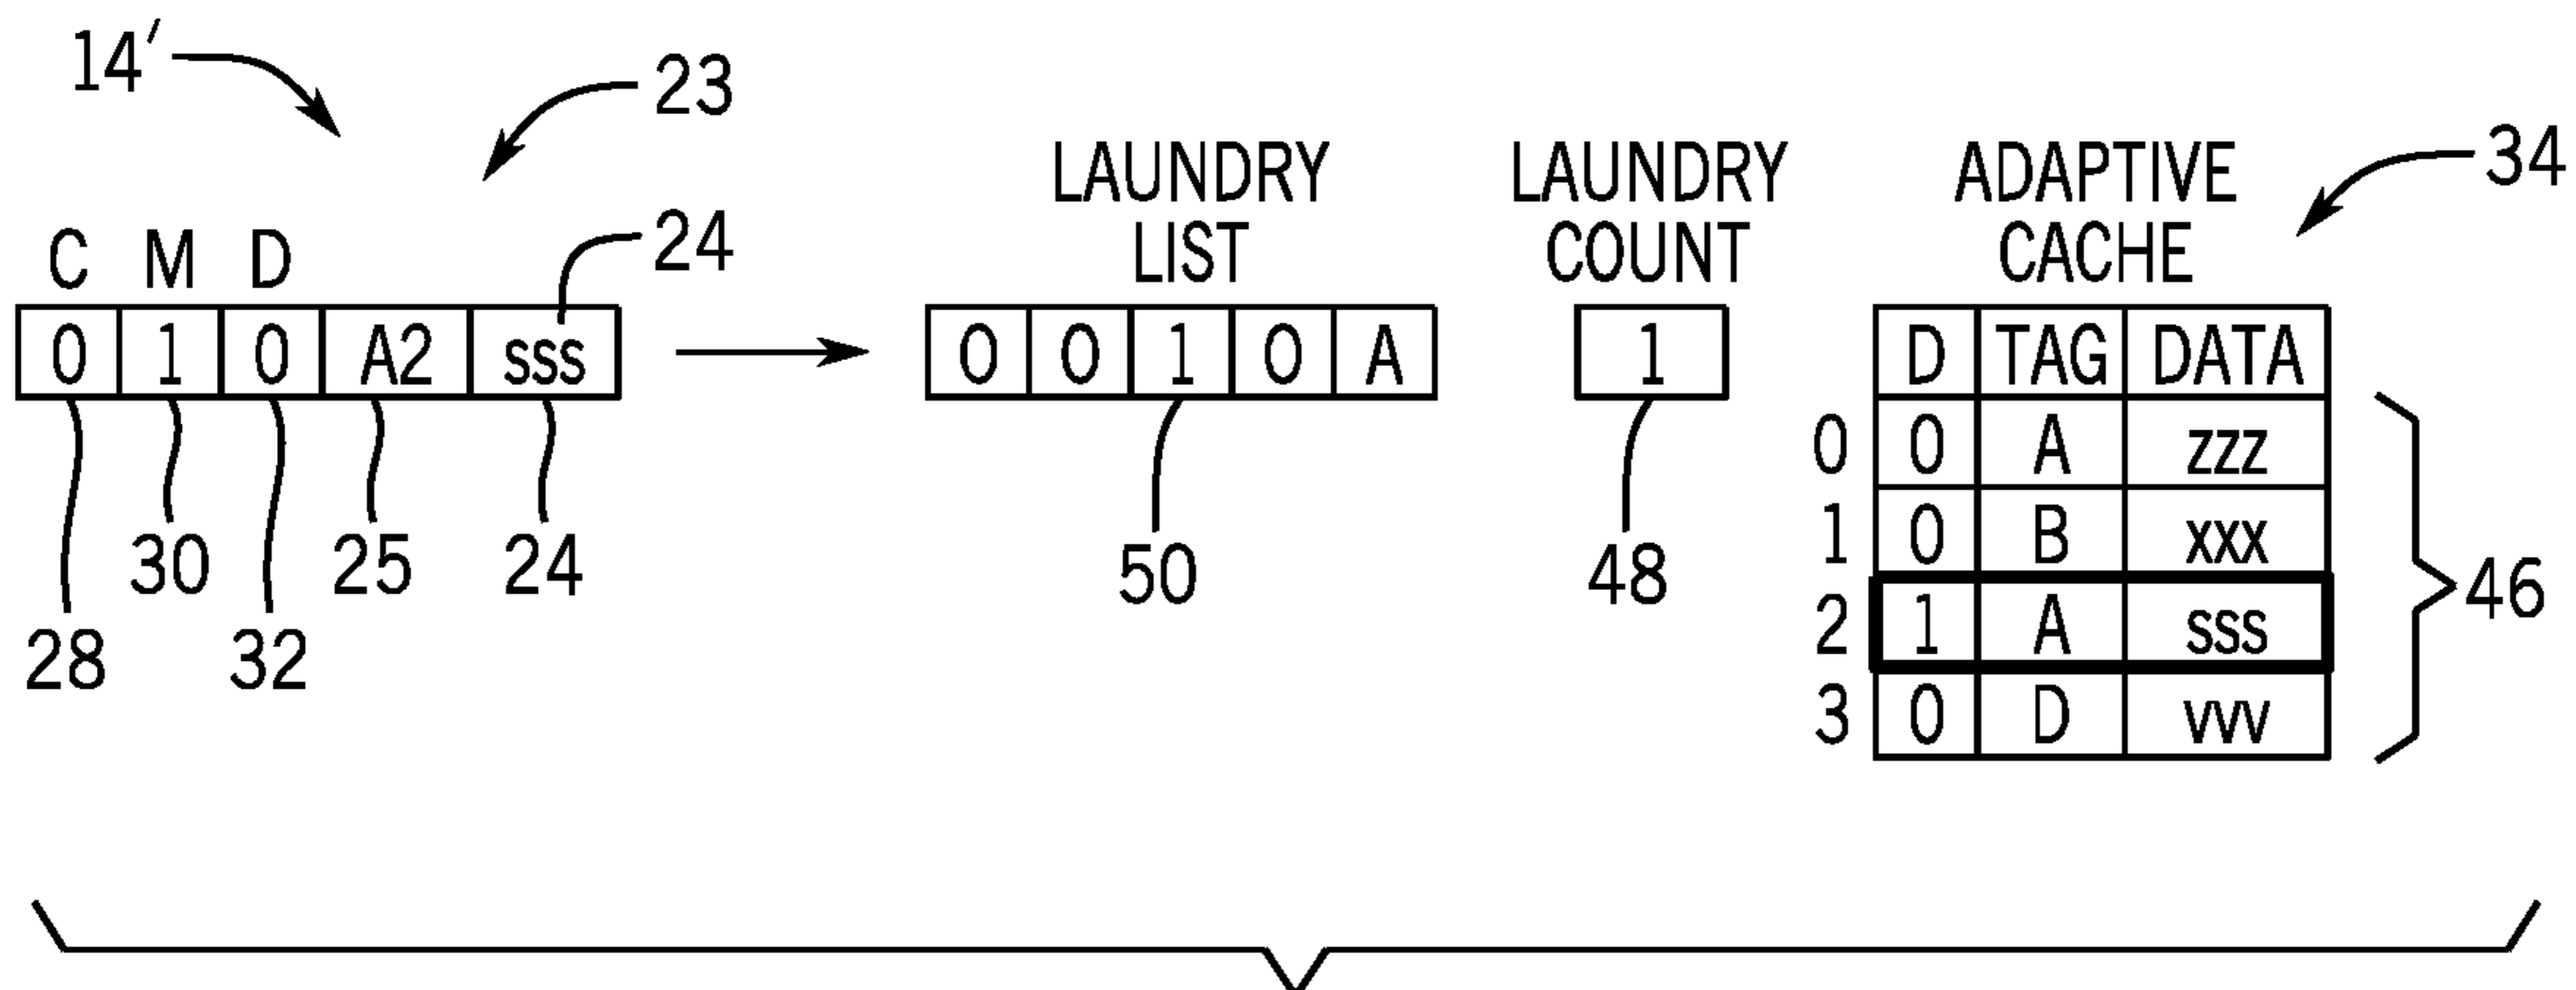 14′
23
LAUNDRY LIST
LAUNDRY COUNT
ADAPTIVE CACHE
34
C M D
24
0 1 0 A2 sss
0 0 1 0 A
1
D TAG DATA
0 0 A zzz
1 0 B xxx
2 1 A sss
3 0 D vvv
46
30
25
24
50
48
28
32